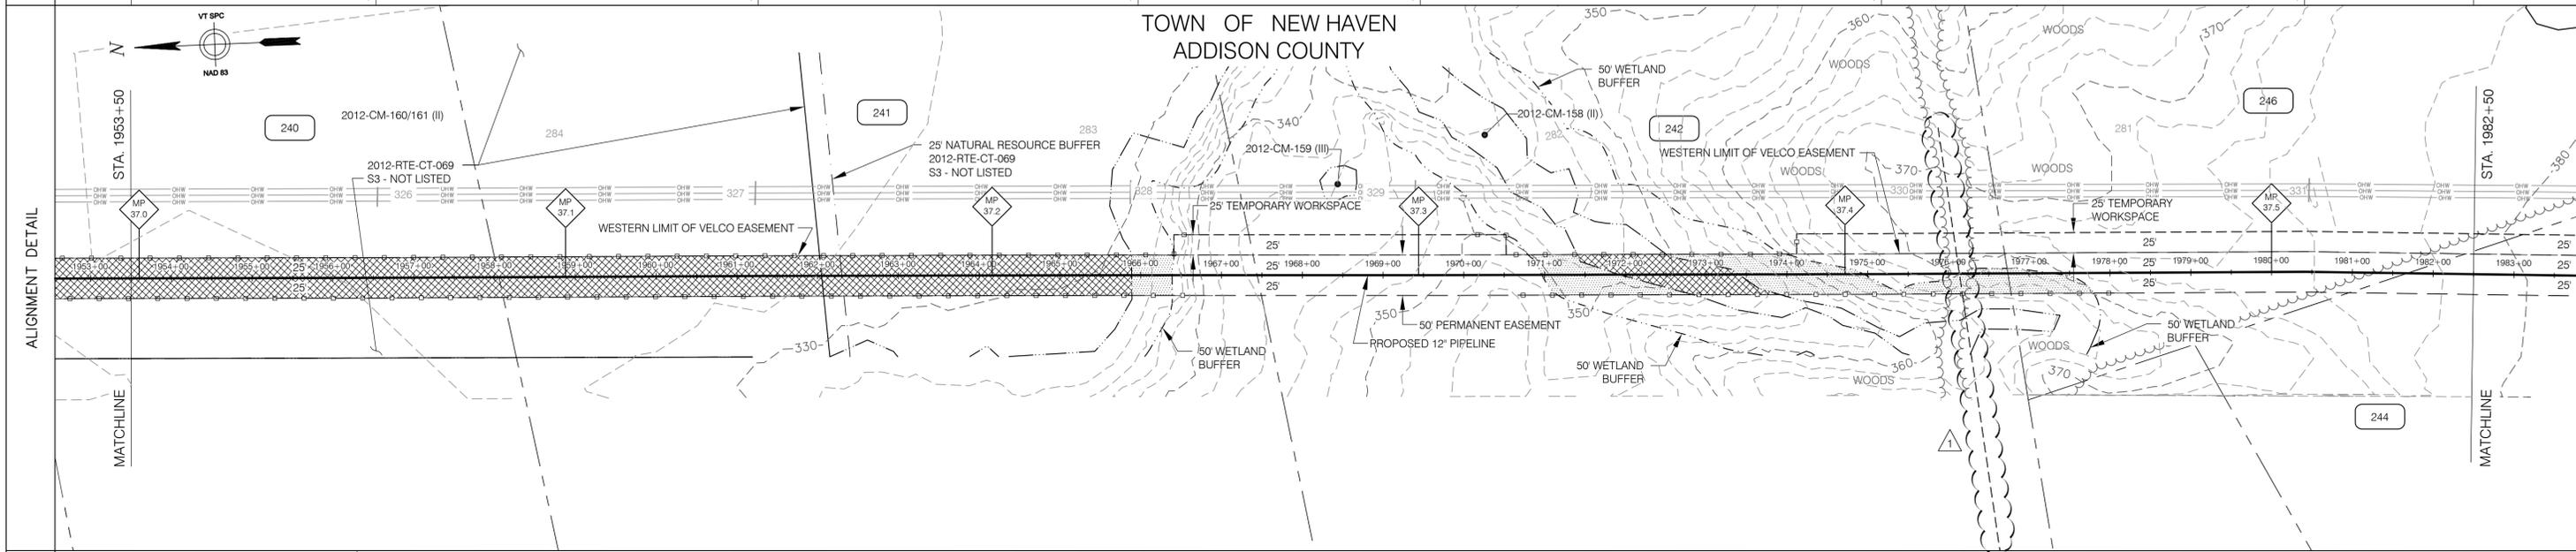 TOWN OF NEW HAVEN
ADDISON COUNTY
VT SPC
N
NAD 83
ALIGNMENT DETAIL
STA. 1953+50
MATCHLINE
240
2012-CM-160/161 (II)
284
2012-RTE-CT-069
S3 - NOT LISTED
241
25' NATURAL RESOURCE BUFFER
2012-RTE-CT-069
S3 - NOT LISTED
283
340
2012-CM-159 (III)
350
50' WETLAND
BUFFER
2012-CM-158 (II)
282
242
360
WOODS
WOODS
370
246
281
WESTERN LIMIT OF VELCO EASEMENT
370
WOODS
WOODS
STA. 1982+50
380
OHW
326
327
328
329
330
331
MP
37.0
MP
37.1
MP
37.2
MP
37.3
MP
37.4
MP
37.5
WESTERN LIMIT OF VELCO EASEMENT
25' TEMPORARY WORKSPACE
25' TEMPORARY
WORKSPACE
25'
25'
25'
25'
25'
25'
25'
25'
25'
25'
25'
1953+00 1954+00 1955+00 1956+00 1957+00 1958+00 1959+00 1960+00 1961+00 1962+00 1963+00 1964+00 1965+00 1966+00 1967+00 1968+00 1969+00 1970+00 1971+00 1972+00 1973+00 1974+00 1975+00 1976+00 1977+00 1978+00 1979+00 1980+00 1981+00 1982+00 1983+00
330
350
350
50' PERMANENT EASEMENT
PROPOSED 12" PIPELINE
50' WETLAND
BUFFER
50' WETLAND
BUFFER
360
WOODS
WOODS
370
50' WETLAND
BUFFER
244
1
MATCHLINE